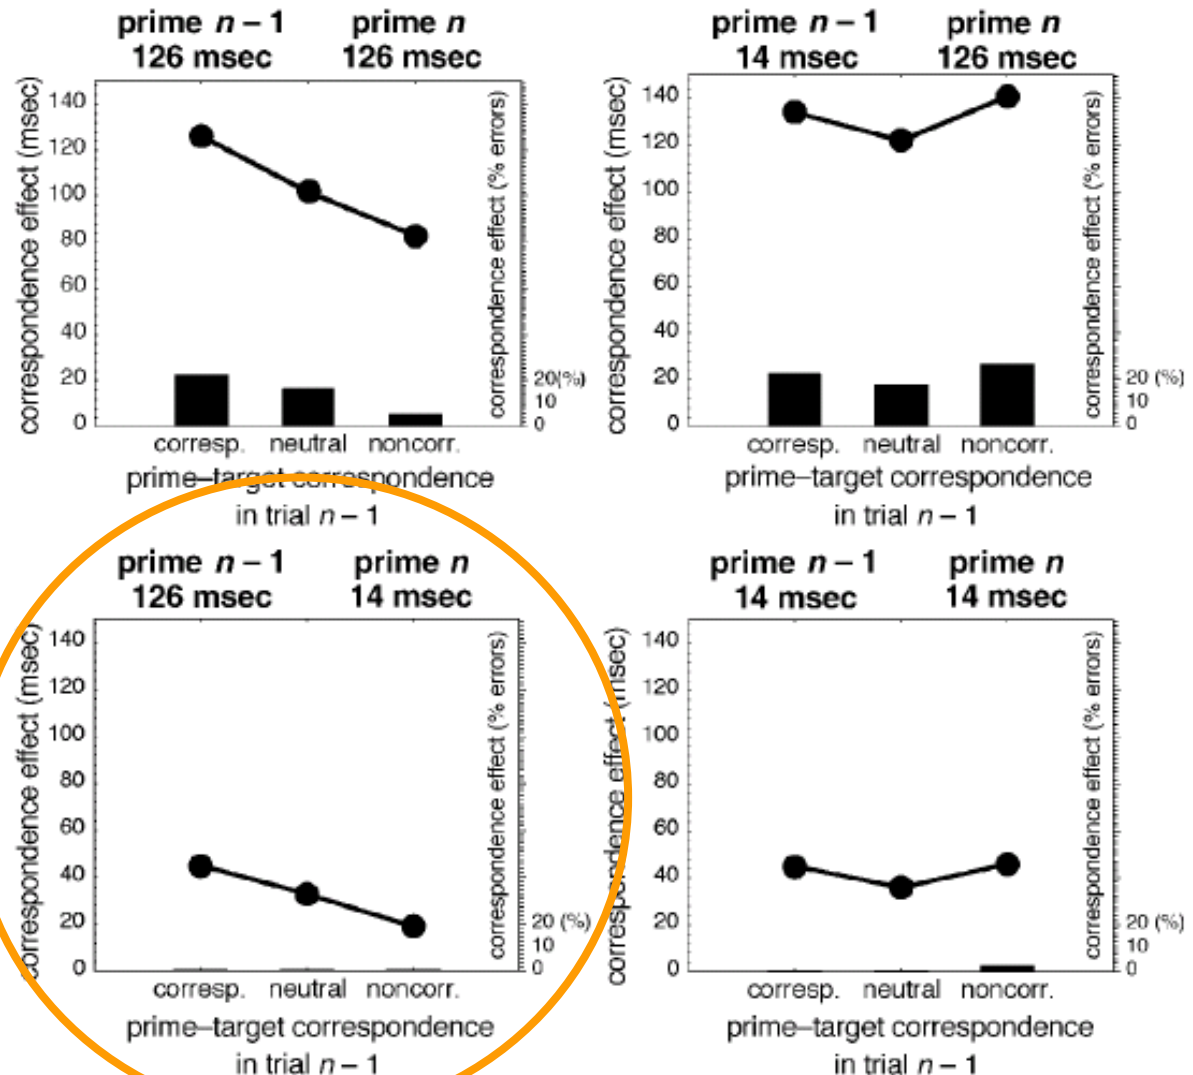 prime n – 1 prime n
126 msec 126 msec
correspondence effect (msec)
140
120
100
80
60
40
20
0
correspondence effect (% errors)
20(%)
10
0
corresp. neutral noncorr.
prime–target correspondence
in trial n – 1
prime n – 1 prime n
14 msec 126 msec
correspondence effect (msec)
140
120
100
80
60
40
20
0
correspondence effect (% errors)
20 (%)
10
0
corresp. neutral noncorr.
prime–target correspondence
in trial n – 1
prime n – 1 prime n
126 msec 14 msec
correspondence effect (msec)
140
120
100
80
60
40
20
0
correspondence effect (% errors)
20 (%)
10
0
corresp. neutral noncorr.
prime–target correspondence
in trial n – 1
prime n – 1 prime n
14 msec 14 msec
correspondence effect (msec)
140
120
100
80
60
40
20
0
correspondence effect (% errors)
20 (%)
10
0
corresp. neutral noncorr.
prime–target correspondence
in trial n – 1